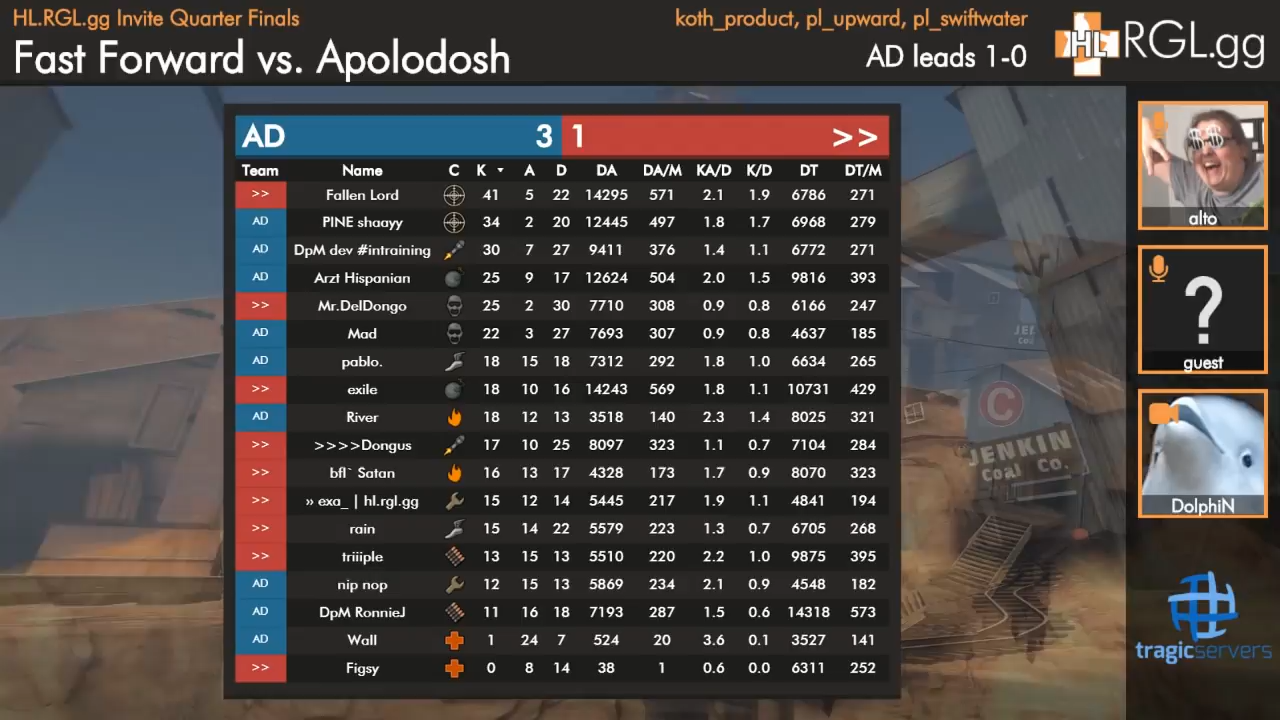 HL.RGL.gg Invite Quarter Finals
Fast Forward vs. Apolodosh
koth_product, pl_upward, pl_swiftwater
AD leads 1-0
HL RGL.gg
AD 3 1 >>
Team Name C K A D DA DA/M KA/D K/D DT DT/M
>> Fallen Lord 41 5 22 14295 571 2.1 1.9 6786 271
AD PINE shaayy 34 2 20 12445 497 1.8 1.7 6968 279
AD DpM dev #intraining 30 7 27 9411 376 1.4 1.1 6772 271
AD Arzt Hispanian 25 9 17 12624 504 2.0 1.5 9816 393
>> Mr.DelDongo 25 2 30 7710 308 0.9 0.8 6166 247
AD Mad 22 3 27 7693 307 0.9 0.8 4637 185
AD pablo. 18 15 18 7312 292 1.8 1.0 6634 265
>> exile 18 10 16 14243 569 1.8 1.1 10731 429
AD River 18 12 13 3518 140 2.3 1.4 8025 321
>> >>>>Dongus 17 10 25 8097 323 1.1 0.7 7104 284
>> bfl` Satan 16 13 17 4328 173 1.7 0.9 8070 323
>> » exa_ | hl.rgl.gg 15 12 14 5445 217 1.9 1.1 4841 194
>> rain 15 14 22 5579 223 1.3 0.7 6705 268
>> triiiple 13 15 13 5510 220 2.2 1.0 9875 395
AD nip nop 12 15 13 5869 234 2.1 0.9 4548 182
AD DpM RonnieJ 11 16 18 7193 287 1.5 0.6 14318 573
AD Wall 1 24 7 524 20 3.6 0.1 3527 141
>> Figsy 0 8 14 38 1 0.6 0.0 6311 252
C
JENKIN
Coal Co.
$ $
alto
?
guest
DolphiN
tragicservers